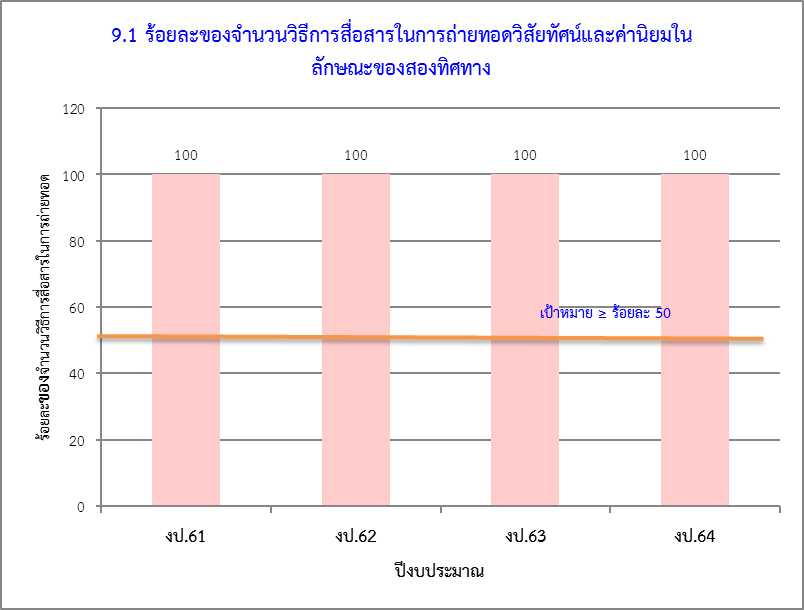 9.1 ร้อยละของจำนวนวิธีการสื่อสารในการถ่ายทอดวิสัยทัศน์และค่านิยมใน
ลักษณะของสองทิศทาง
ร้อยละของจำนวนวิธีการสื่อสารในการถ่ายทอด
120
100
80
60
40
20
0
100
100
100
100
เป้าหมาย ≥ ร้อยละ 50
งป.61
งป.62
งป.63
งป.64
ปีงบประมาณ